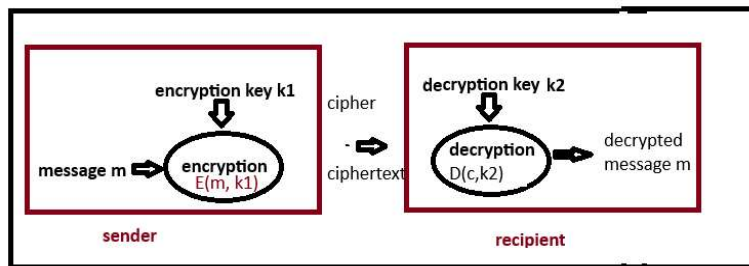 encryption key k1
message m
encryption
E(m, k1)
sender
cipher
-
ciphertext
decryption key k2
decryption
D(c,k2)
decrypted
message m
recipient